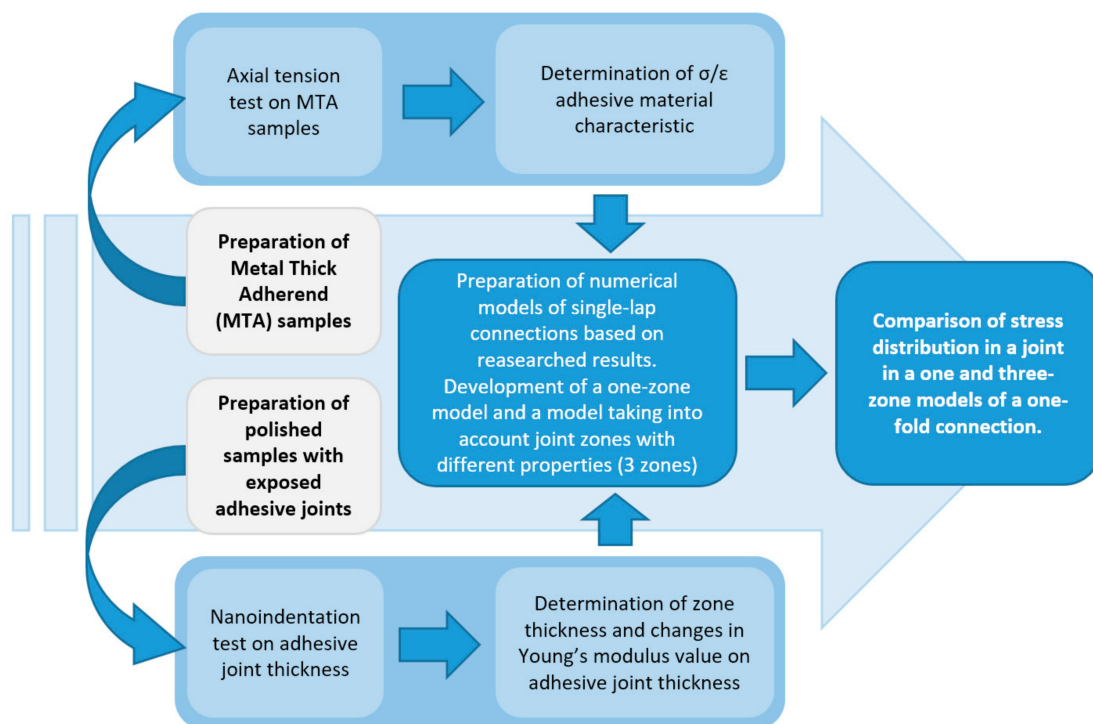 Axial tension
test on MTA
samples
Determination of σ/ε
adhesive material
characteristic
Preparation of
Metal Thick
Adherend
(MTA) samples
Preparation of
polished
samples with
exposed
adhesive joints
Preparation of numerical
models of single-lap
connections based on
reasearched results.
Development of a one-zone
model and a model taking into
account joint zones with
different properties (3 zones)
Comparison of stress
distribution in a joint
in a one and three-
zone models of a one-
fold connection.
Nanoindentation
test on adhesive
joint thickness
Determination of zone
thickness and changes in
Young’s modulus value on
adhesive joint thickness